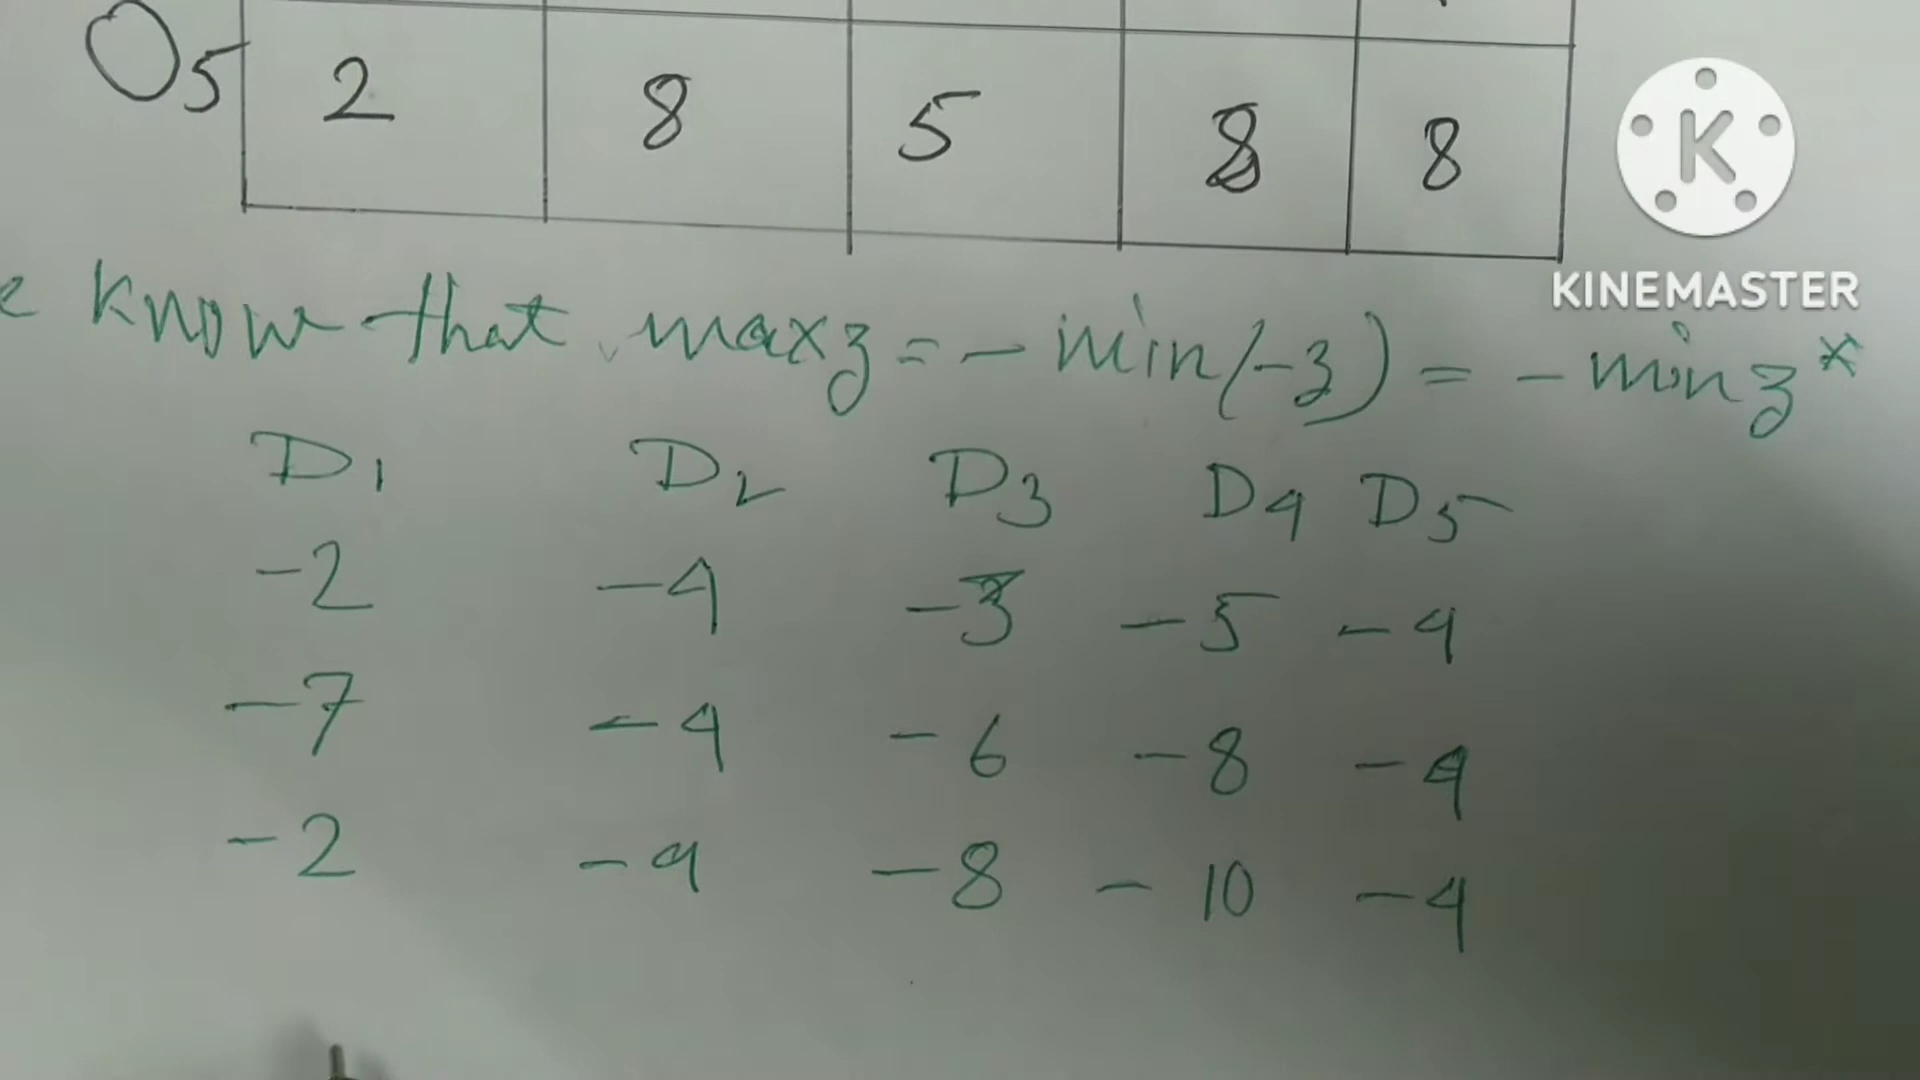 O5 2 8 5 8 8
K
KINEMASTER
e know that max z = - min (-z) = - min z*
D1 D2 D3 D4 D5
-2 -4 -3 -5 -4
-7 -4 -6 -8 -4
-2 -4 -8 -10 -4